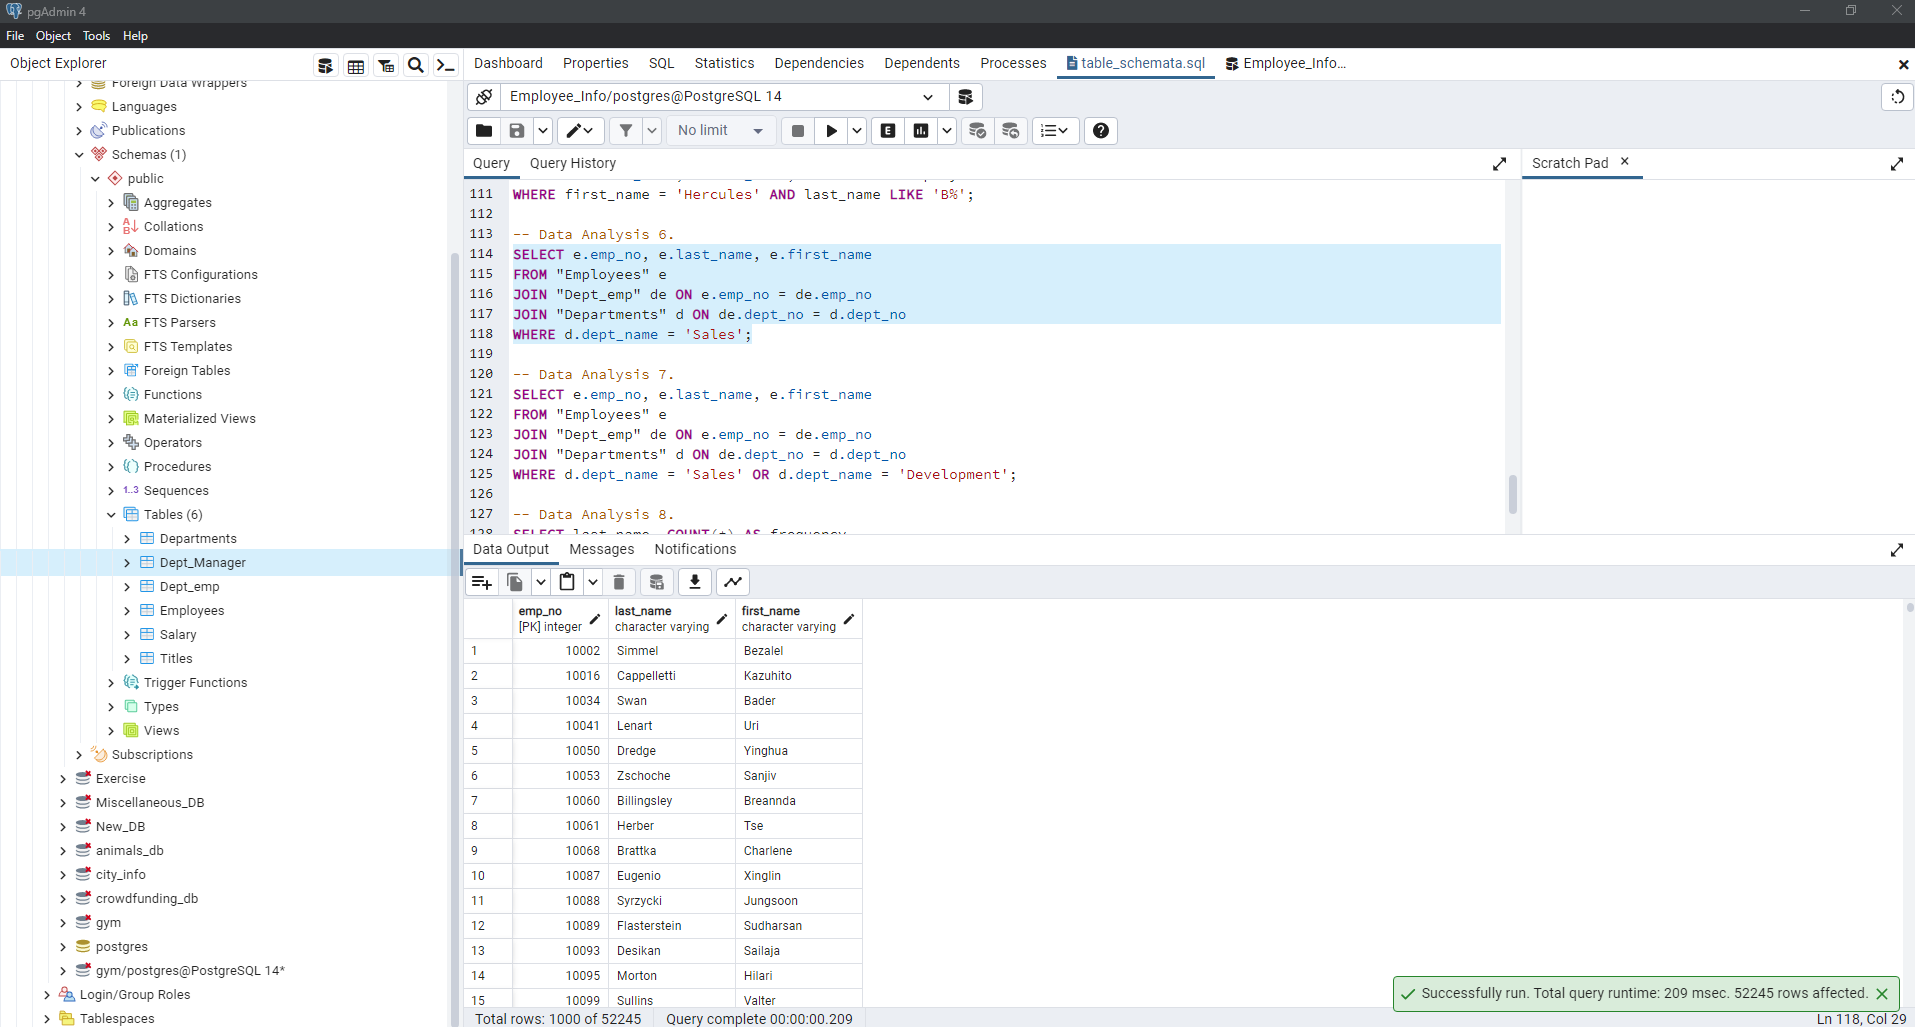 pgAdmin 4
File Object Tools Help
Object Explorer
Dashboard Properties SQL Statistics Dependencies Dependents Processes table_schemata.sql Employee_Info...
Foreign Data Wrappers
Languages
Publications
Schemas (1)
public
Aggregates
Collations
Domains
FTS Configurations
FTS Dictionaries
Aa FTS Parsers
FTS Templates
Foreign Tables
Functions
Materialized Views
Operators
Procedures
1..3 Sequences
Tables (6)
Departments
Dept_Manager
Dept_emp
Employees
Salary
Titles
Trigger Functions
Types
Views
Subscriptions
Exercise
Miscellaneous_DB
New_DB
animals_db
city_info
crowdfunding_db
gym
postgres
gym/postgres@PostgreSQL 14*
Login/Group Roles
Tablespaces
Employee_Info/postgres@PostgreSQL 14
No limit
E
Query Query History
Scratch Pad
111 WHERE first_name = 'Hercules' AND last_name LIKE 'B%';
112
113 -- Data Analysis 6.
114 SELECT e.emp_no, e.last_name, e.first_name
115 FROM "Employees" e
116 JOIN "Dept_emp" de ON e.emp_no = de.emp_no
117 JOIN "Departments" d ON de.dept_no = d.dept_no
118 WHERE d.dept_name = 'Sales';
119
120 -- Data Analysis 7.
121 SELECT e.emp_no, e.last_name, e.first_name
122 FROM "Employees" e
123 JOIN "Dept_emp" de ON e.emp_no = de.emp_no
124 JOIN "Departments" d ON de.dept_no = d.dept_no
125 WHERE d.dept_name = 'Sales' OR d.dept_name = 'Development';
126
127 -- Data Analysis 8.
128 SELECT last_name, COUNT(*) AS frequency
Data Output Messages Notifications
emp_no last_name first_name
[PK] integer character varying character varying
1 10002 Simmel Bezalel
2 10016 Cappelletti Kazuhito
3 10034 Swan Bader
4 10041 Lenart Uri
5 10050 Dredge Yinghua
6 10053 Zschoche Sanjiv
7 10060 Billingsley Breannda
8 10061 Herber Tse
9 10068 Brattka Charlene
10 10087 Eugenio Xinglin
11 10088 Syrzycki Jungsoon
12 10089 Flasterstein Sudharsan
13 10093 Desikan Sailaja
14 10095 Morton Hilari
15 10099 Sullins Valter
Successfully run. Total query runtime: 209 msec. 52245 rows affected.
Total rows: 1000 of 52245 Query complete 00:00:00.209 Ln 118, Col 29